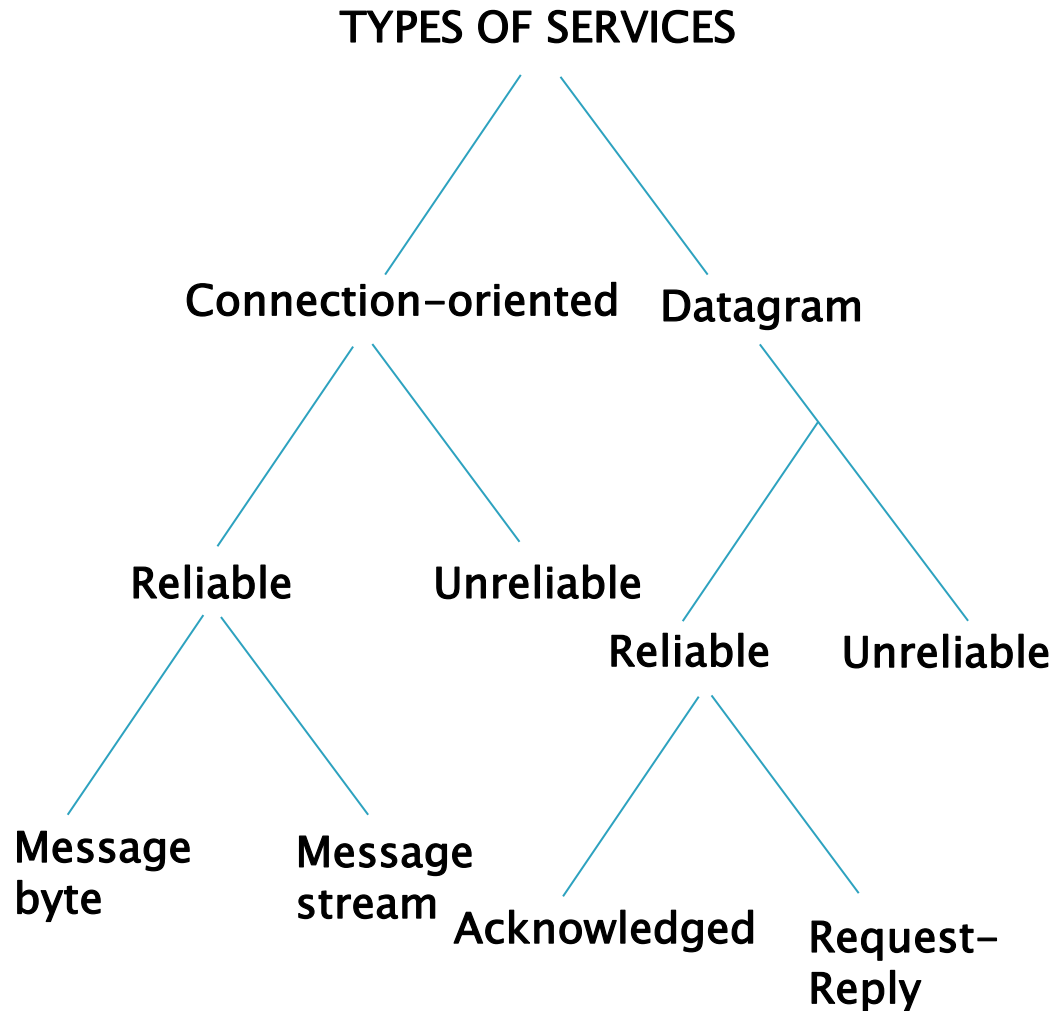 TYPES OF SERVICES
Connection-oriented
Datagram
Reliable
Unreliable
Reliable
Unreliable
Message
byte
Message
stream
Acknowledged
Request-
Reply